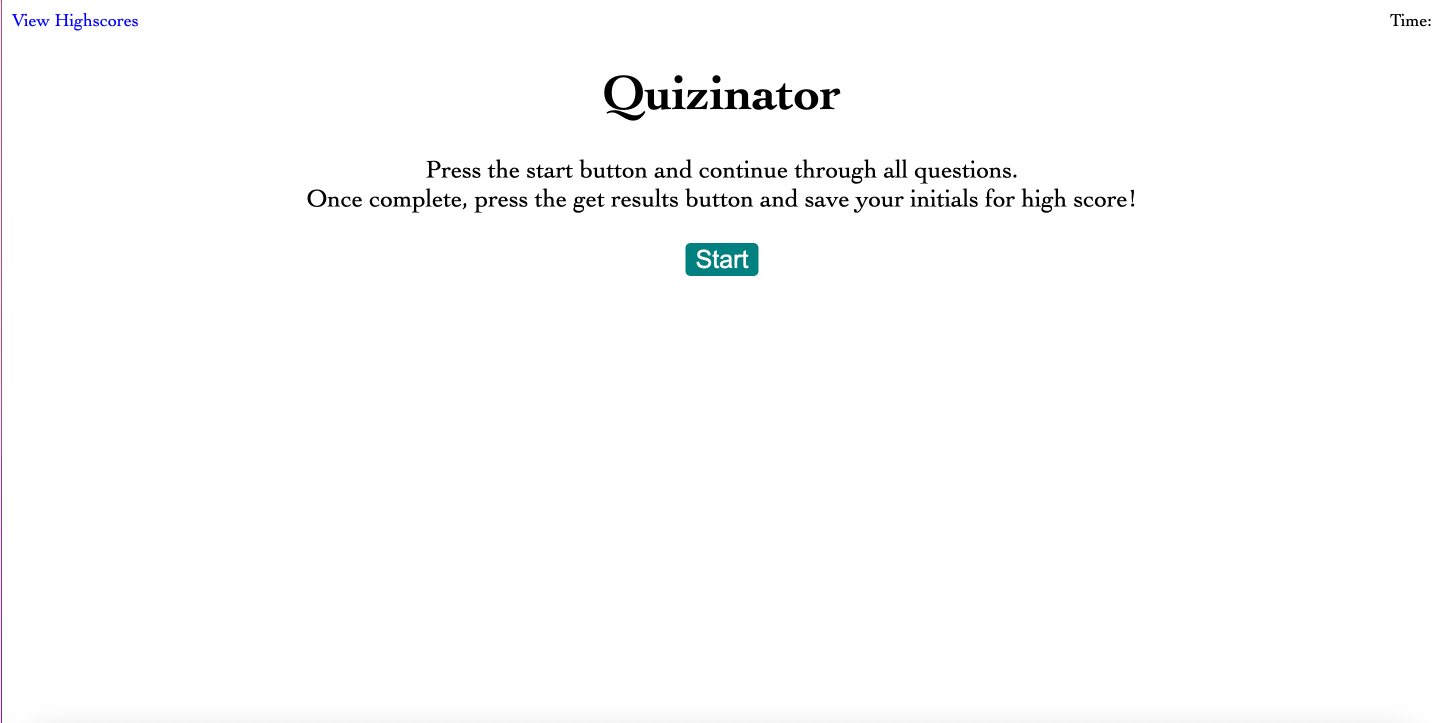 View Highscores
Time:
Quizinator
Press the start button and continue through all questions.
Once complete, press the get results button and save your initials for high score!
Start